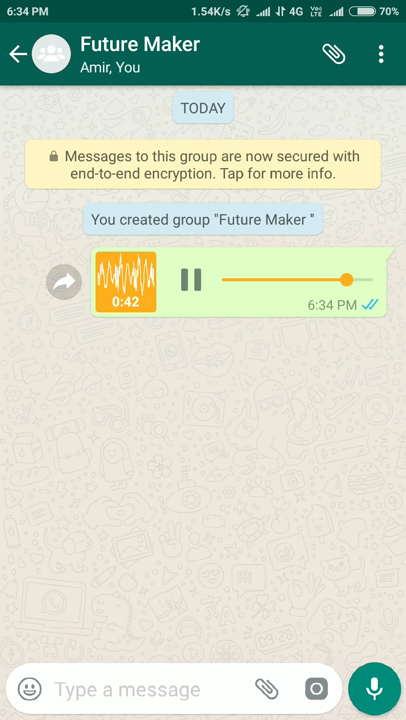 6:34 PM 1.54K/s 4G VoLTE 70%
Future Maker
Amir, You
TODAY
Messages to this group are now secured with
end-to-end encryption. Tap for more info.
You created group "Future Maker "
0:42
6:34 PM
Type a message